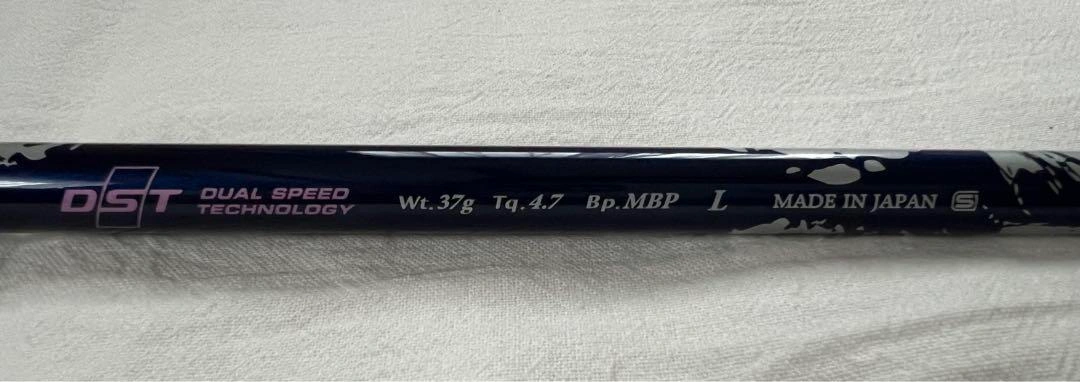 DST DUAL SPEED
TECHNOLOGY
Wt.37g Tq.4.7 Bp.MBP L MADE IN JAPAN S